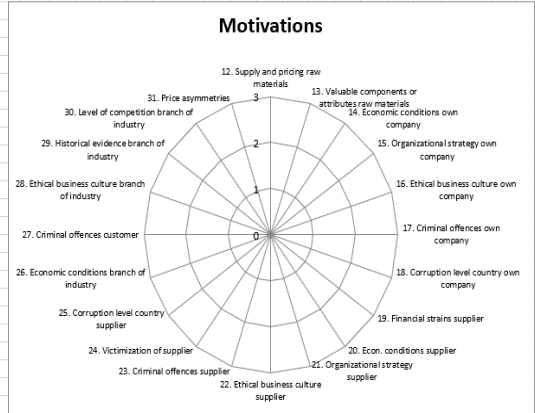 Motivations
12. Supply and pricing raw
materials
13. Valuable components or
attributes raw materials
14. Economic conditions own
company
15. Organizational strategy own
company
16. Ethical business culture own
company
17. Criminal offences own
company
18. Corruption level country own
company
19. Financial strains supplier
20. Econ. conditions supplier
21. Organizational strategy
supplier
22. Ethical business culture
supplier
23. Criminal offences supplier
24. Victimization of supplier
25. Corruption level country
supplier
26. Economic conditions branch of
industry
27. Criminal offences customer
28. Ethical business culture branch
of industry
29. Historical evidence branch of
industry
30. Level of competition branch of
industry
31. Price asymmetries
3
2
1
0